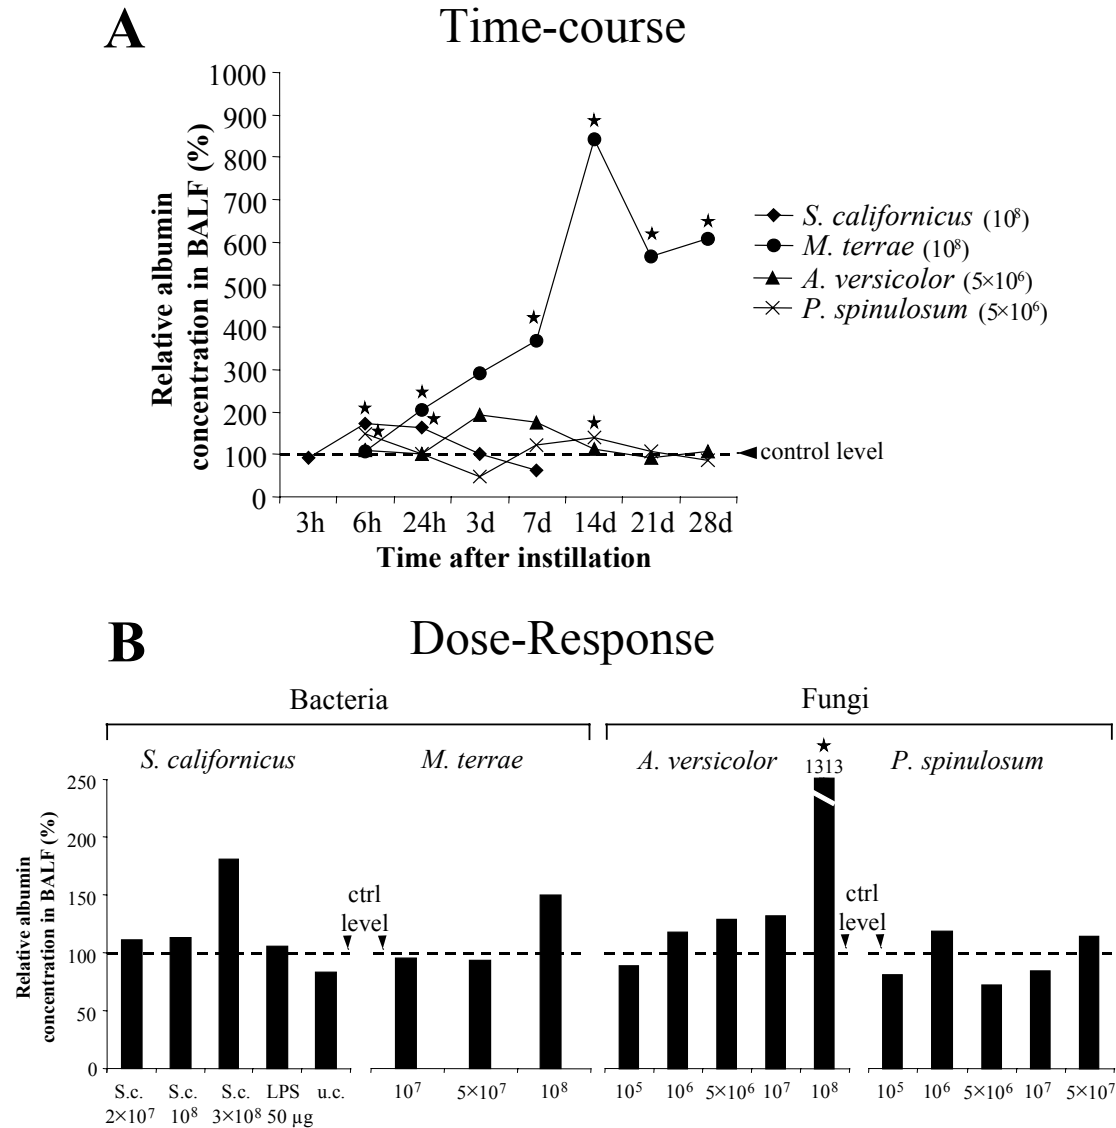 A
Time-course
Relative albumin
concentration in BALF (%)
1000
900
800
700
600
500
400
300
200
100
0
3h 6h 24h 3d 7d 14d 21d 28d
Time after instillation
S. californicus (10⁸)
M. terrae (10⁸)
A. versicolor (5×10⁶)
P. spinulosum (5×10⁶)
control level
B
Dose-Response
Bacteria Fungi
S. californicus M. terrae A. versicolor P. spinulosum
1313
Relative albumin
concentration in BALF (%)
250
200
150
100
50
0
ctrl
level
ctrl
level
S.c. S.c. S.c. LPS u.c.
2×10⁷ 10⁸ 3×10⁸ 50 µg
10⁷ 5×10⁷ 10⁸
10⁵ 10⁶ 5×10⁶ 10⁷ 10⁸
10⁵ 10⁶ 5×10⁶ 10⁷ 5×10⁷